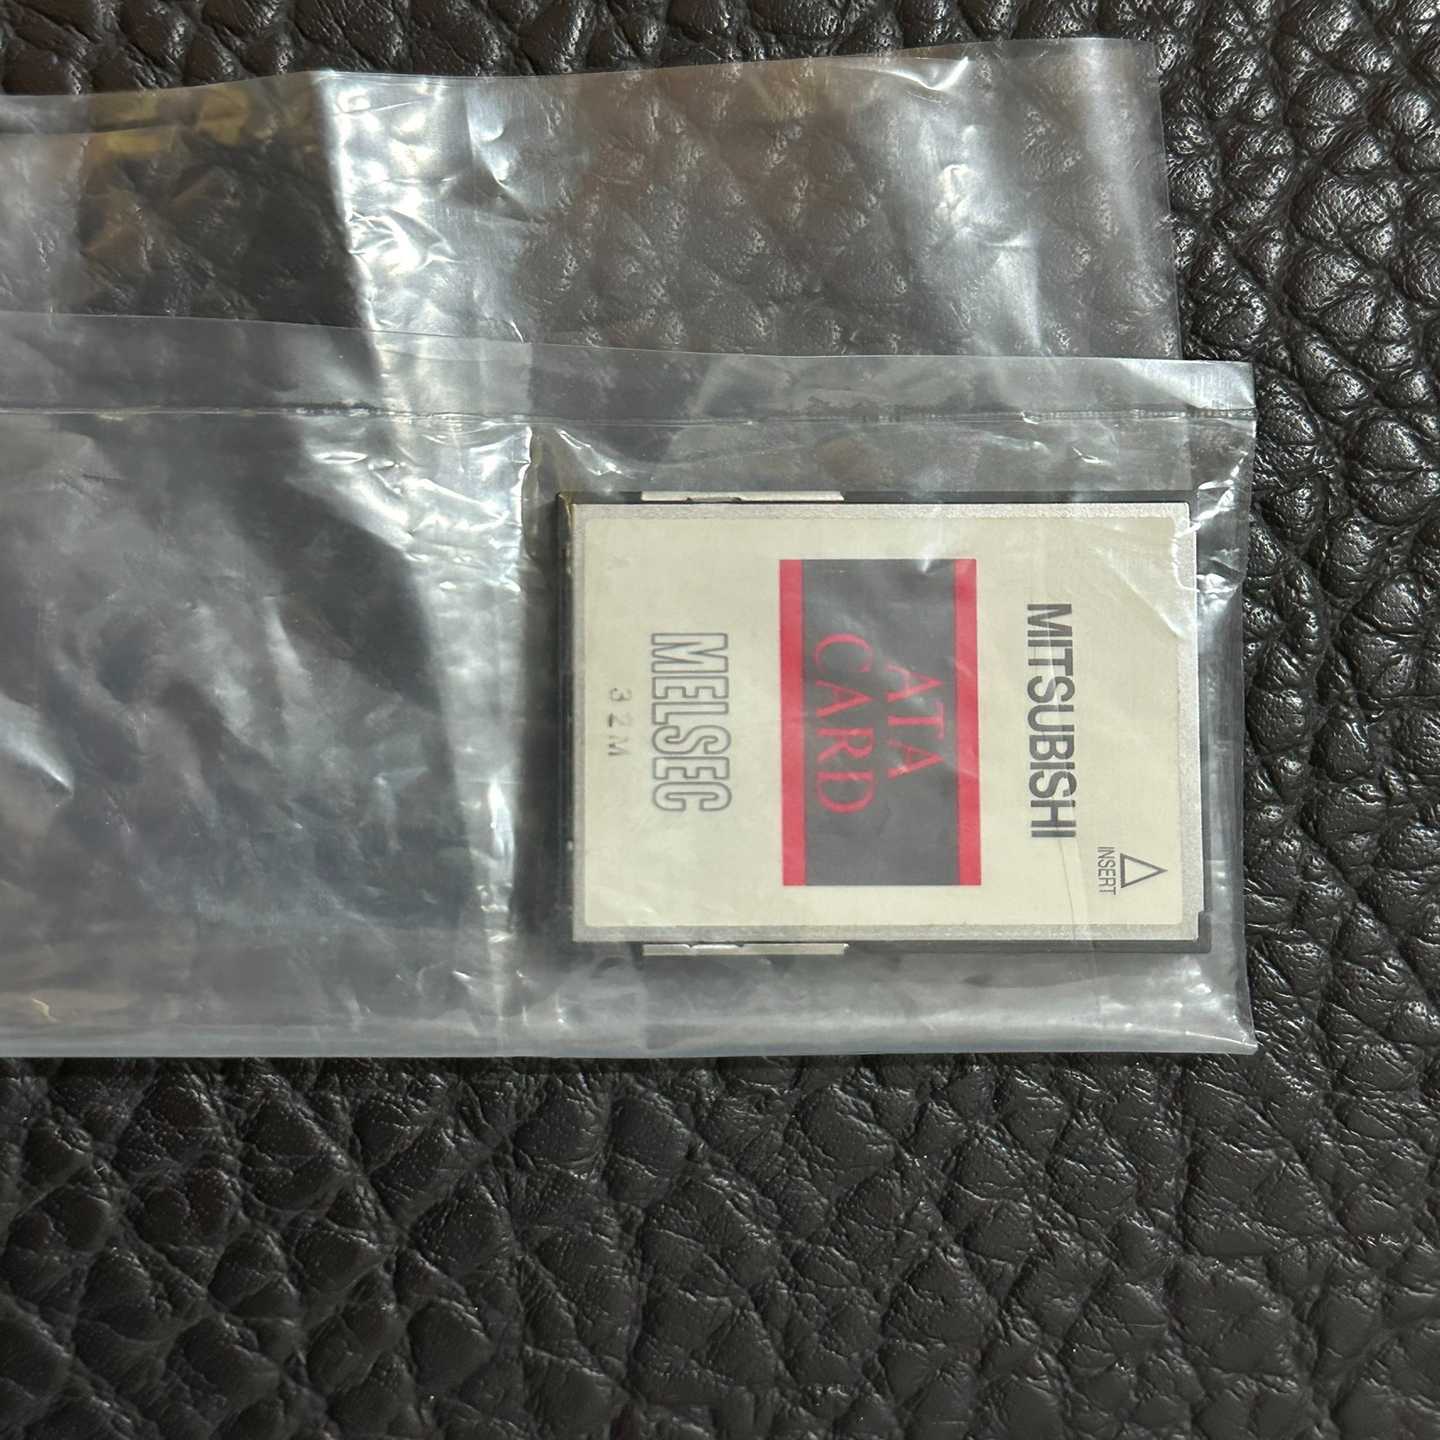 INSERT
MITSUBISHI
ATA
CARD
MELSEC
32M